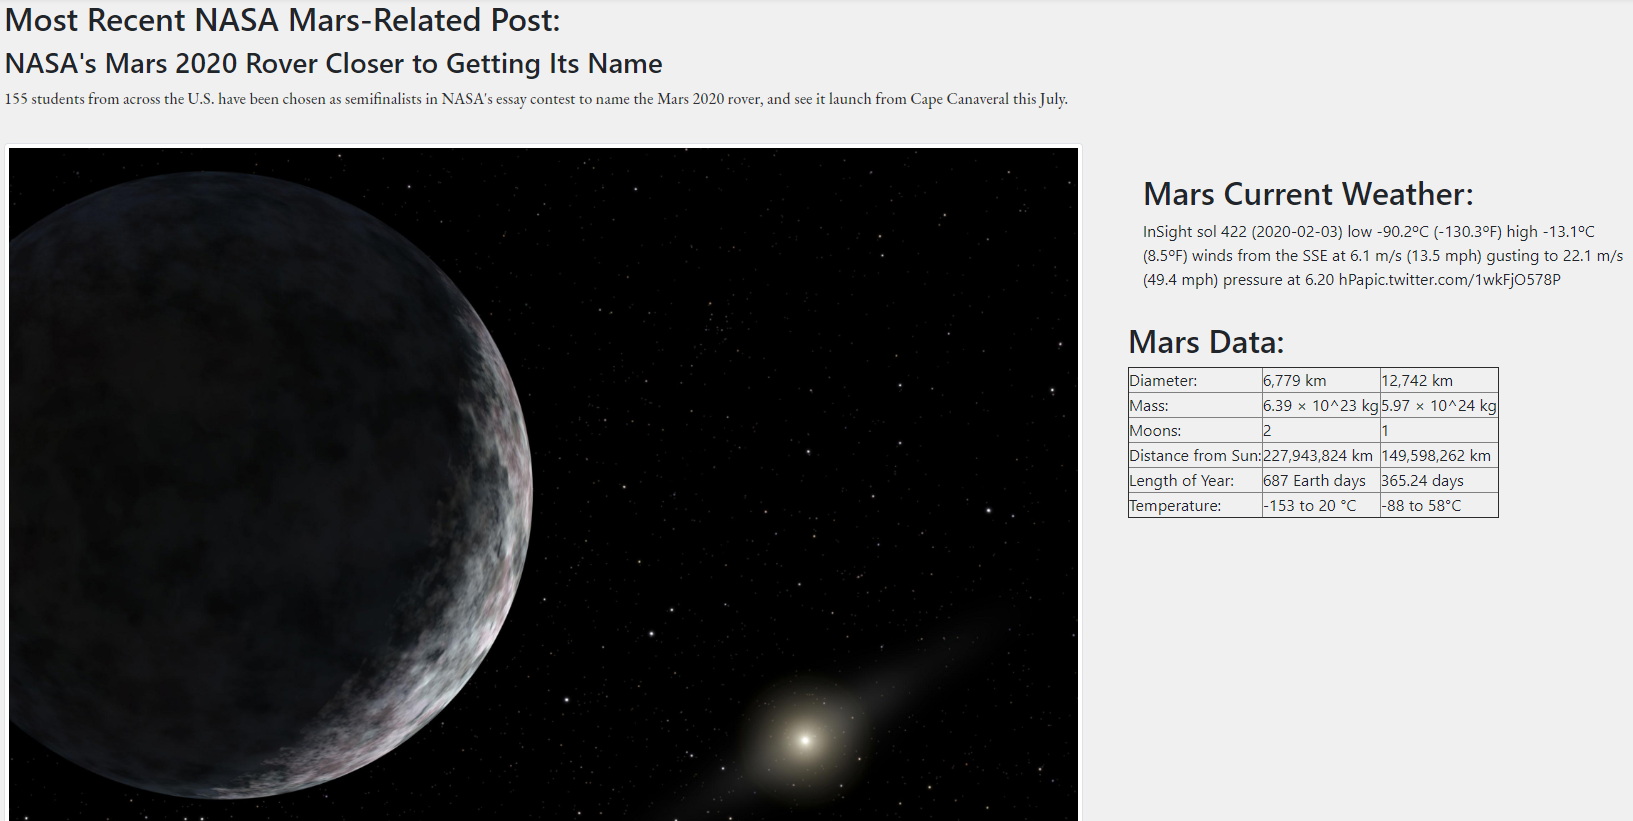 Most Recent NASA Mars-Related Post:
NASA's Mars 2020 Rover Closer to Getting Its Name
155 students from across the U.S. have been chosen as semifinalists in NASA's essay contest to name the Mars 2020 rover, and see it launch from Cape Canaveral this July.
Mars Current Weather:
InSight sol 422 (2020-02-03) low -90.2ºC (-130.3ºF) high -13.1ºC
(8.5ºF) winds from the SSE at 6.1 m/s (13.5 mph) gusting to 22.1 m/s
(49.4 mph) pressure at 6.20 hPapic.twitter.com/1wkFjO578P
Mars Data:
Diameter: 6,779 km 12,742 km
Mass: 6.39 × 10^23 kg 5.97 × 10^24 kg
Moons: 2 1
Distance from Sun: 227,943,824 km 149,598,262 km
Length of Year: 687 Earth days 365.24 days
Temperature: -153 to 20 °C -88 to 58°C